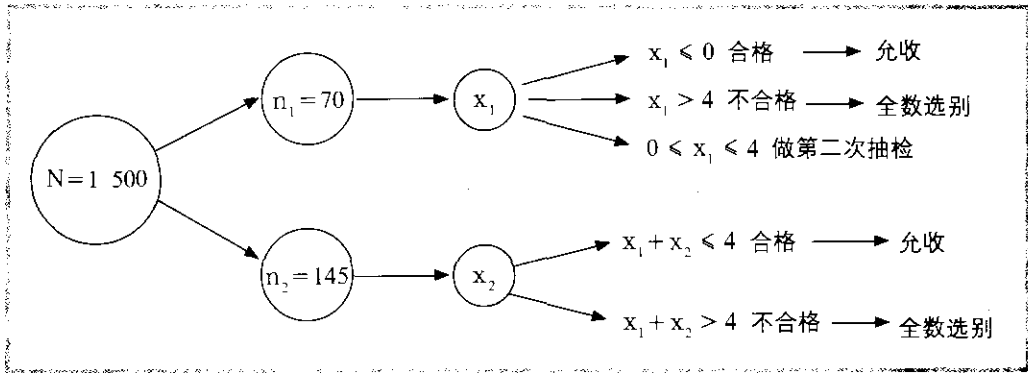 x₁ ≤ 0 合格 允收
n₁=70 x₁ x₁ > 4 不合格 全数选别
0 ≤ x₁ ≤ 4 做第二次抽检
N=1 500
x₁+x₂ ≤ 4 合格 允收
n₂=145 x₂
x₁+x₂ > 4 不合格 全数选别